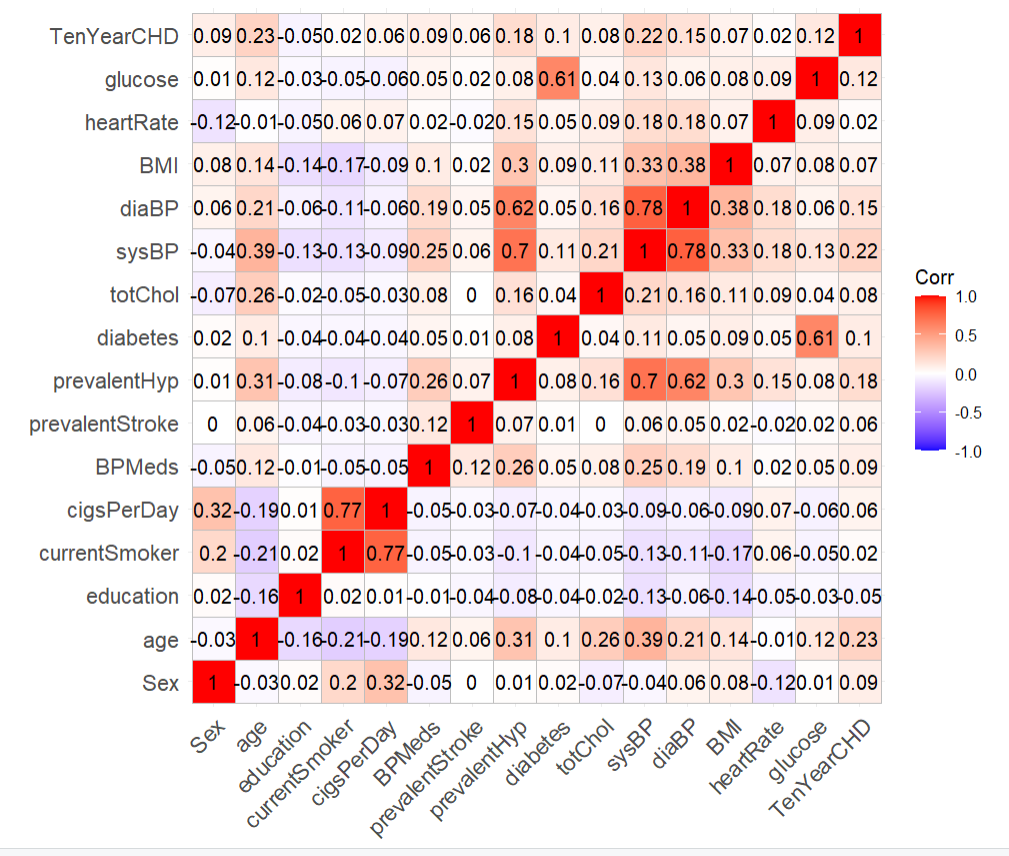 TenYearCHD 0.09 0.23 -0.05 0.02 0.06 0.09 0.06 0.18 0.1 0.08 0.22 0.15 0.07 0.02 0.12 1
glucose 0.01 0.12 -0.03 -0.05 -0.06 0.05 0.02 0.08 0.61 0.04 0.13 0.06 0.08 0.09 1 0.12
heartRate -0.12 -0.01 -0.05 0.06 0.07 0.02 -0.02 0.15 0.05 0.09 0.18 0.18 0.07 1 0.09 0.02
BMI 0.08 0.14 -0.14 -0.17 -0.09 0.1 0.02 0.3 0.09 0.11 0.33 0.38 1 0.07 0.08 0.07
diaBP 0.06 0.21 -0.06 -0.11 -0.06 0.19 0.05 0.62 0.05 0.16 0.78 1 0.38 0.18 0.06 0.15
sysBP -0.04 0.39 -0.13 -0.13 -0.09 0.25 0.06 0.7 0.11 0.21 1 0.78 0.33 0.18 0.13 0.22
totChol -0.07 0.26 -0.02 -0.05 -0.03 0.08 0 0.16 0.04 1 0.21 0.16 0.11 0.09 0.04 0.08
diabetes 0.02 0.1 -0.04 -0.04 -0.04 0.05 0.01 0.08 1 0.04 0.11 0.05 0.09 0.05 0.61 0.1
prevalentHyp 0.01 0.31 -0.08 -0.1 -0.07 0.26 0.07 1 0.08 0.16 0.7 0.62 0.3 0.15 0.08 0.18
prevalentStroke 0 0.06 -0.04 -0.03 -0.03 0.12 1 0.07 0.01 0 0.06 0.05 0.02 -0.02 0.02 0.06
BPMeds -0.05 0.12 -0.01 -0.05 -0.05 1 0.12 0.26 0.05 0.08 0.25 0.19 0.1 0.02 0.05 0.09
cigsPerDay 0.32 -0.19 0.01 0.77 1 -0.05 -0.03 -0.07 -0.04 -0.03 -0.09 -0.06 -0.09 0.07 -0.06 0.06
currentSmoker 0.2 -0.21 0.02 1 0.77 -0.05 -0.03 -0.1 -0.04 -0.05 -0.13 -0.11 -0.17 0.06 -0.05 0.02
education 0.02 -0.16 1 0.02 0.01 -0.01 -0.04 -0.08 -0.04 -0.02 -0.13 -0.06 -0.14 -0.05 -0.03 -0.05
age -0.03 1 -0.16 -0.21 -0.19 0.12 0.06 0.31 0.1 0.26 0.39 0.21 0.14 -0.01 0.12 0.23
Sex 1 -0.03 0.02 0.2 0.32 -0.05 0 0.01 0.02 -0.07 -0.04 0.06 0.08 -0.12 0.01 0.09
Sex age education currentSmoker cigsPerDay BPMeds prevalentStroke prevalentHyp diabetes totChol sysBP diaBP BMI heartRate glucose TenYearCHD
Corr
1.0
0.5
0.0
-0.5
-1.0